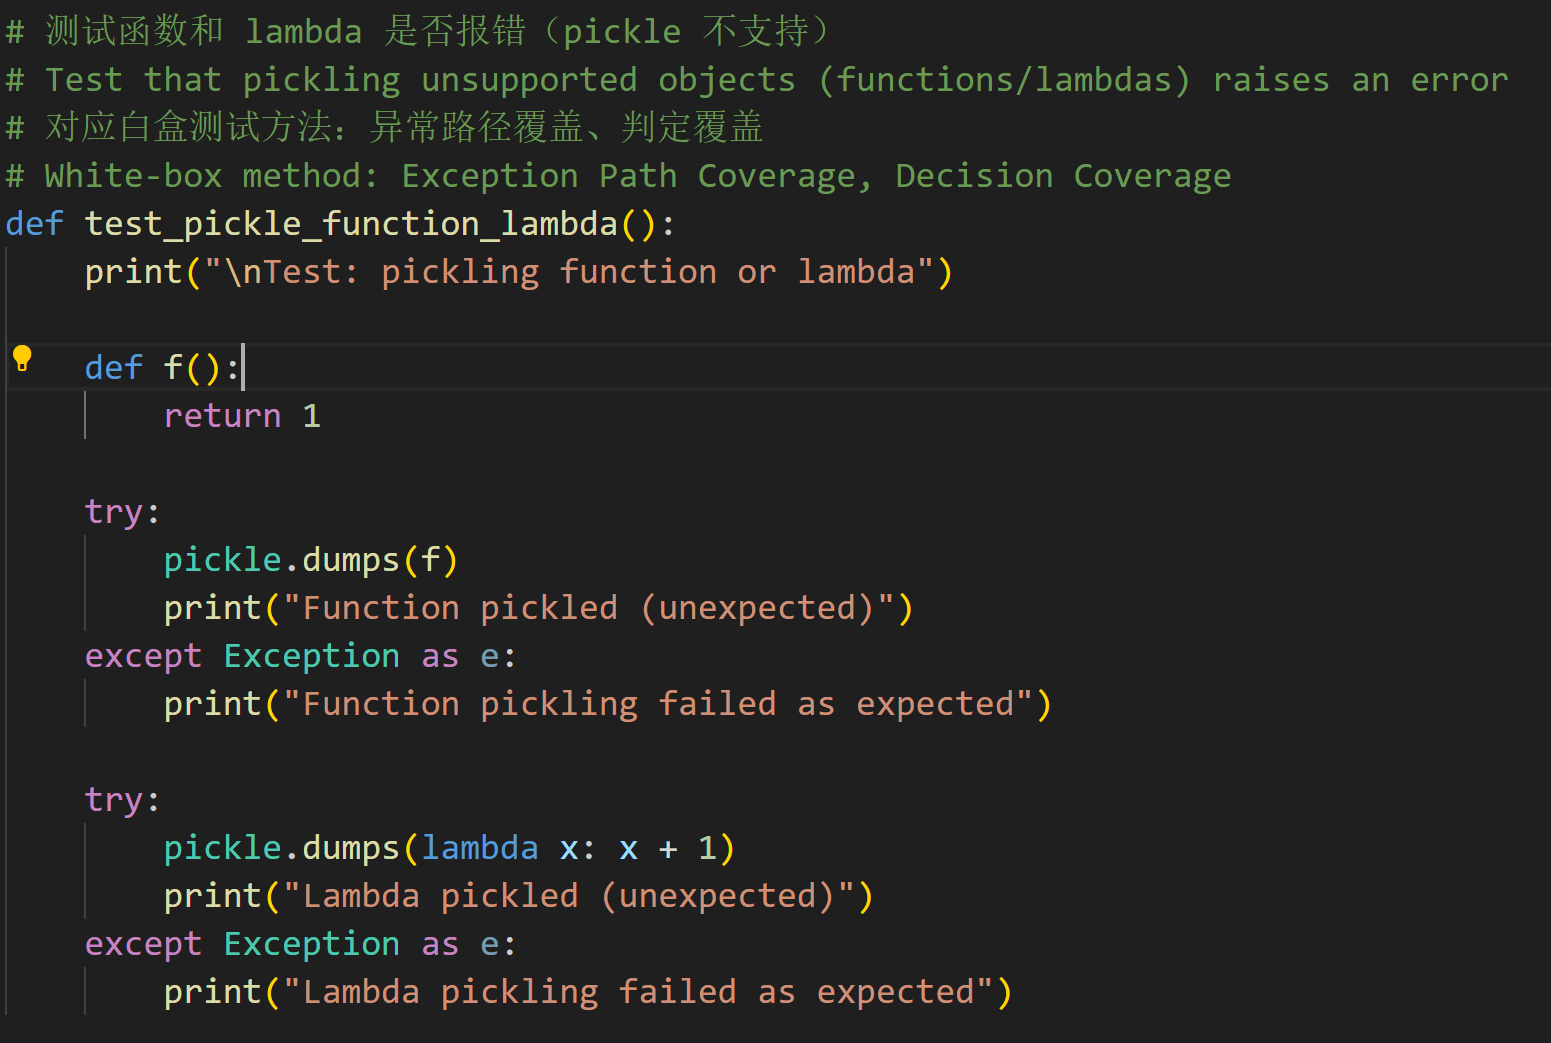 # 测试函数和 lambda 是否报错（pickle 不支持）
# Test that pickling unsupported objects (functions/lambdas) raises an error
# 对应白盒测试方法：异常路径覆盖、判定覆盖
# White-box method: Exception Path Coverage, Decision Coverage
def test_pickle_function_lambda():
    print("\nTest: pickling function or lambda")
    def f():
        return 1
    try:
        pickle.dumps(f)
        print("Function pickled (unexpected)")
    except Exception as e:
        print("Function pickling failed as expected")
    try:
        pickle.dumps(lambda x: x + 1)
        print("Lambda pickled (unexpected)")
    except Exception as e:
        print("Lambda pickling failed as expected")